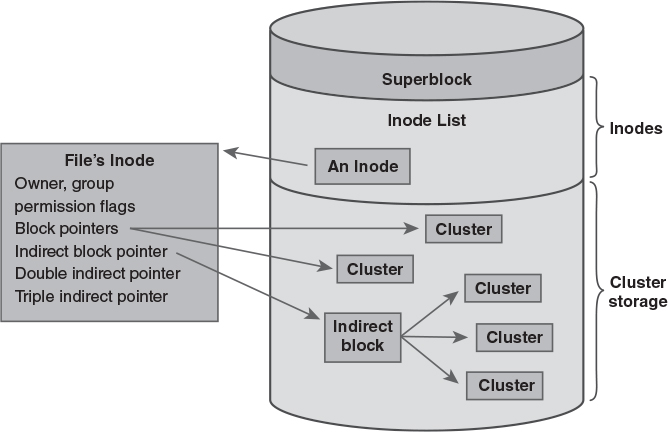 Superblock
Inode List
An Inode
Inodes
File's Inode
Owner, group
permission flags
Block pointers
Indirect block pointer
Double indirect pointer
Triple indirect pointer
Cluster
Cluster
Cluster
Indirect
block
Cluster
Cluster
Cluster
storage